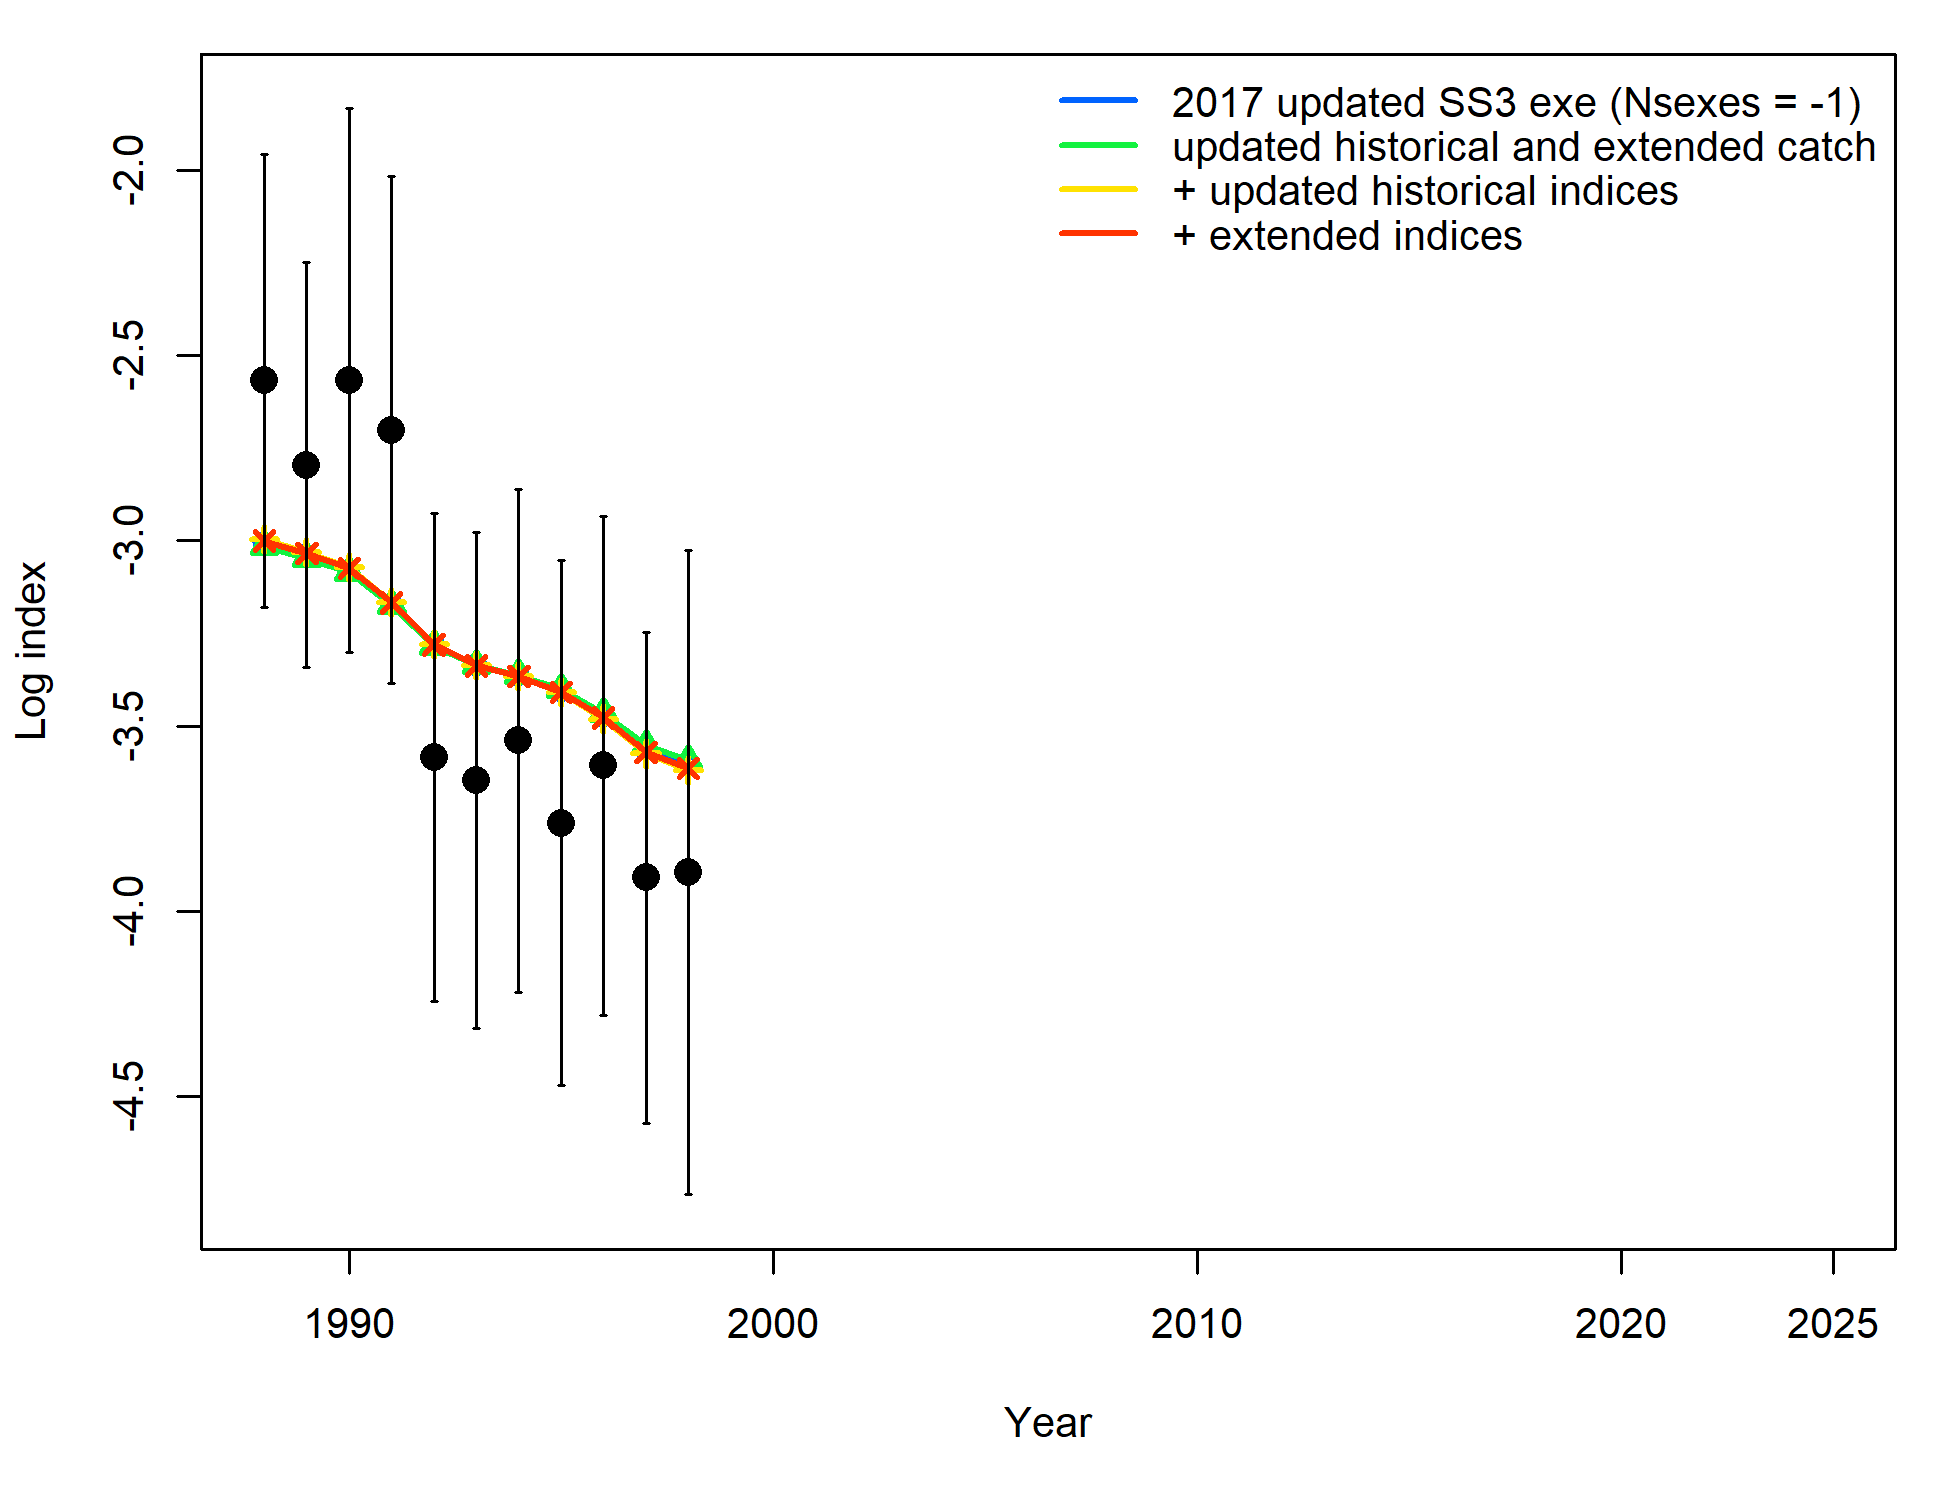 2017 updated SS3 exe (Nsexes = -1)
updated historical and extended catch
+ updated historical indices
+ extended indices
Log index
-2.0
-2.5
-3.0
-3.5
-4.0
-4.5
1990
2000
2010
2020
2025
Year